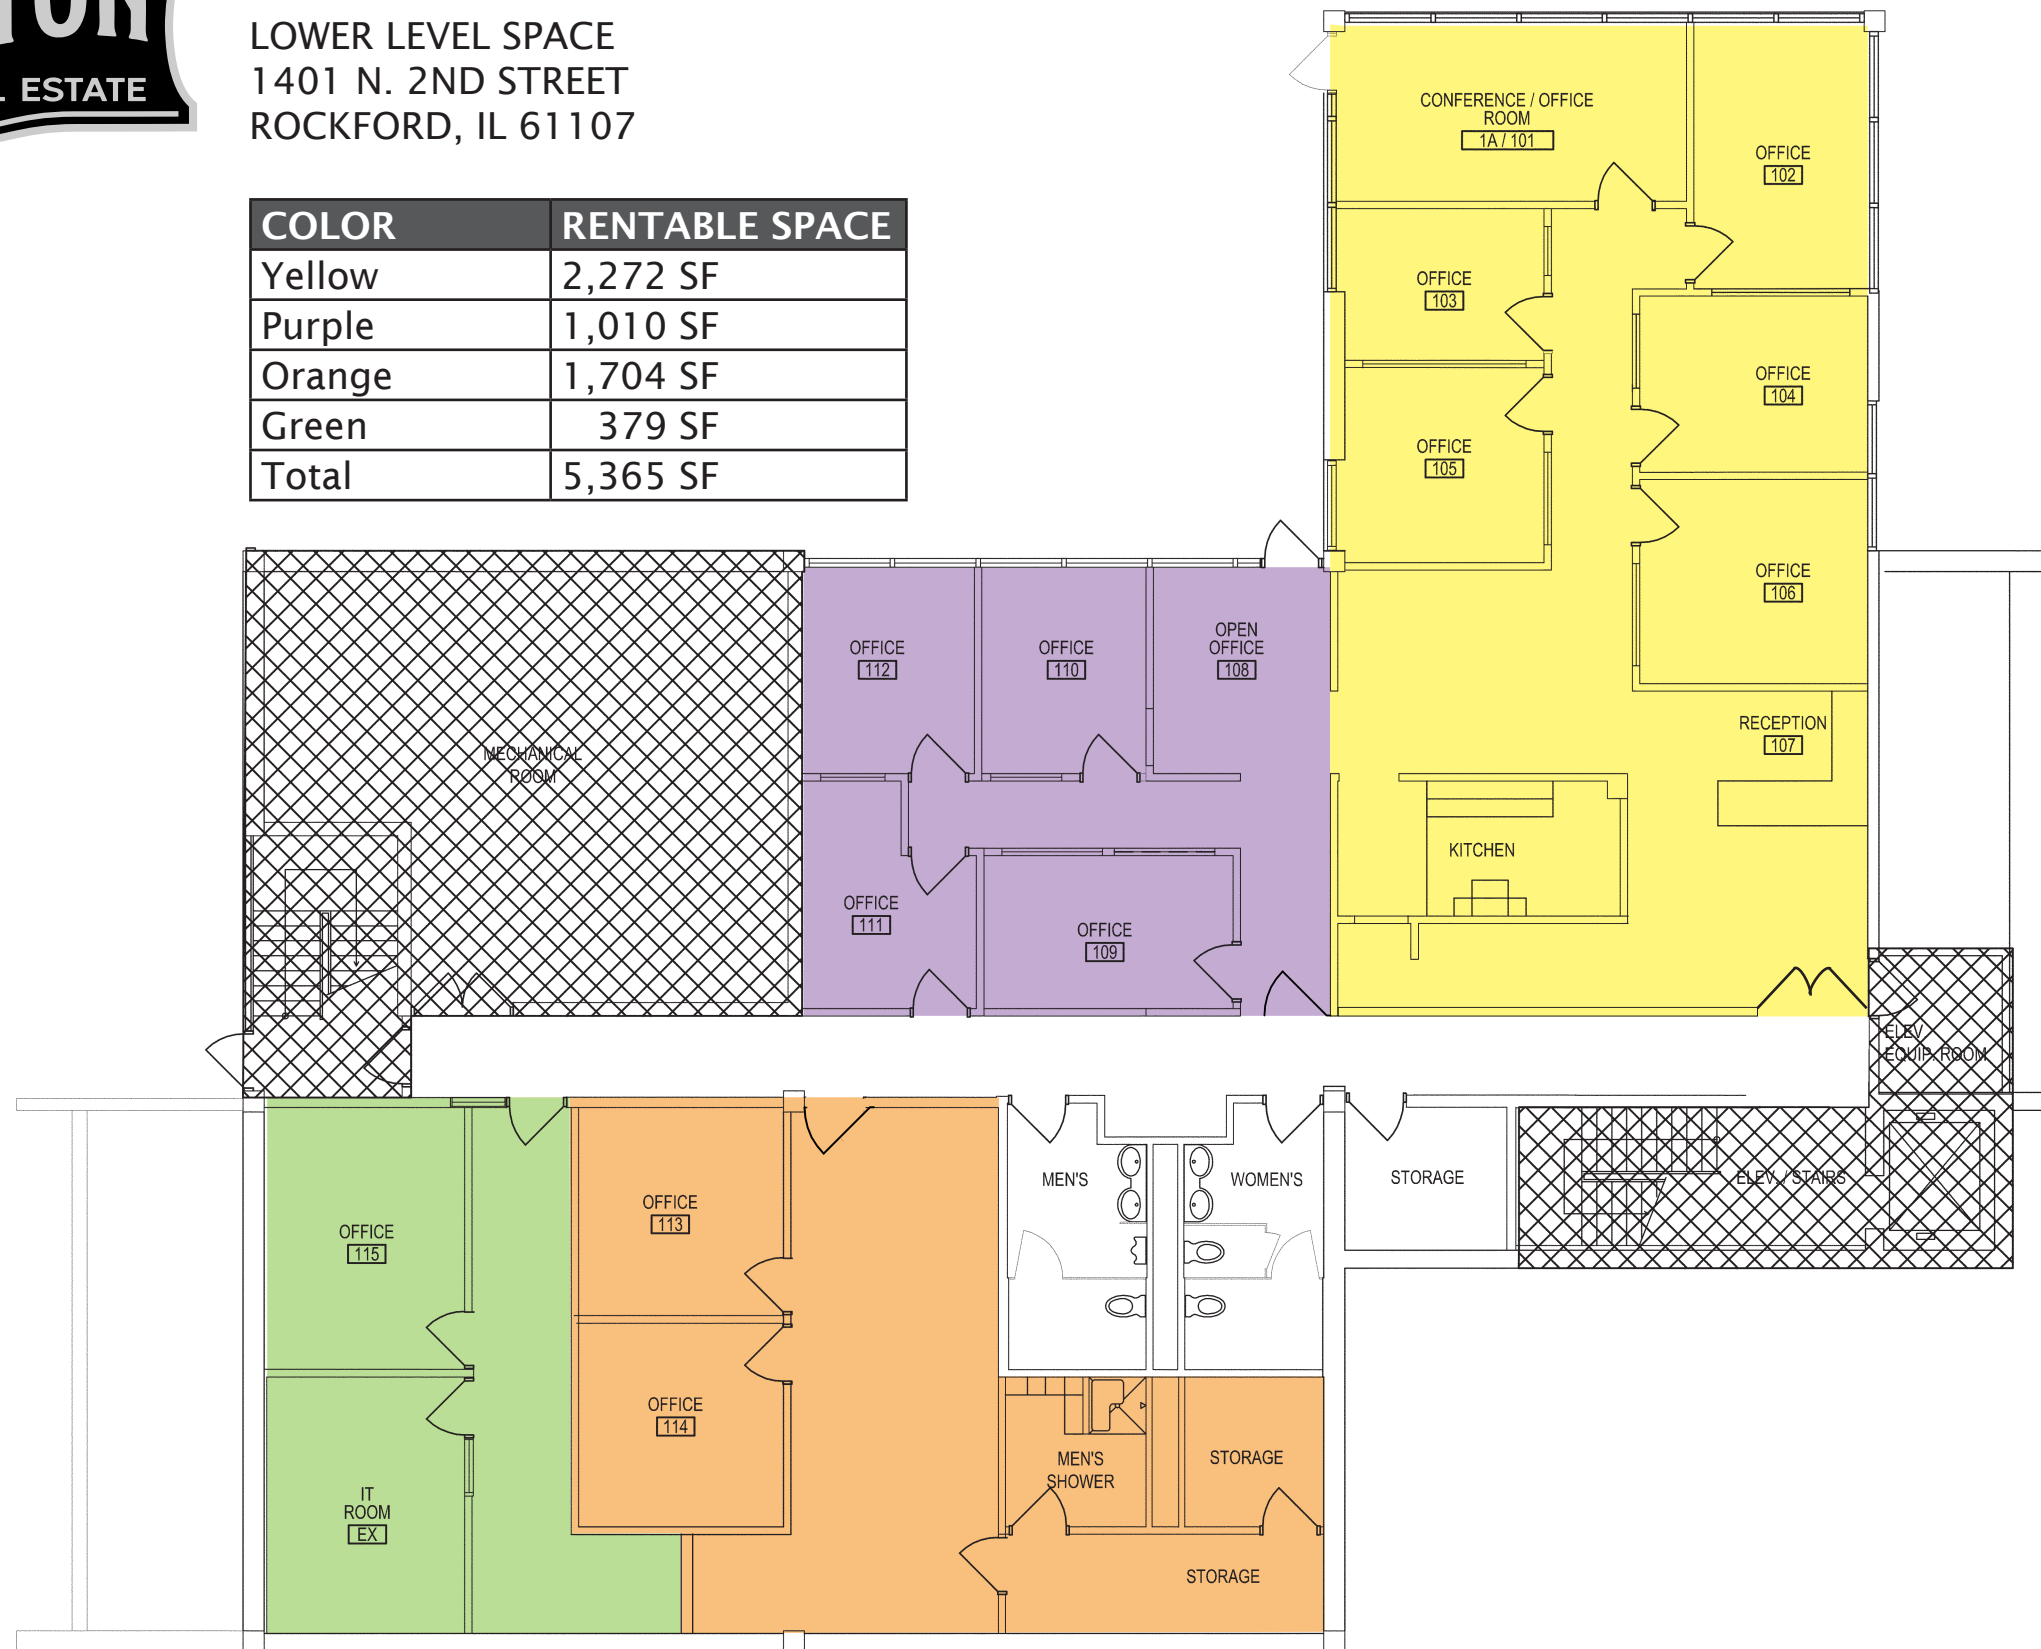 ESTATE
LOWER LEVEL SPACE
1401 N. 2ND STREET
ROCKFORD, IL 61107
COLOR RENTABLE SPACE
Yellow 2,272 SF
Purple 1,010 SF
Orange 1,704 SF
Green 379 SF
Total 5,365 SF
CONFERENCE / OFFICE
ROOM
1A / 101
OFFICE
102
OFFICE
103
OFFICE
104
OFFICE
105
OFFICE
106
OFFICE
112
OFFICE
110
OPEN
OFFICE
108
RECEPTION
107
MECHANICAL
ROOM
KITCHEN
OFFICE
111
OFFICE
109
ELEV
EQUIP. ROOM
MEN'S
WOMEN'S
STORAGE
ELEV. / STAIRS
OFFICE
115
OFFICE
113
OFFICE
114
MEN'S
SHOWER
STORAGE
IT
ROOM
EX
STORAGE